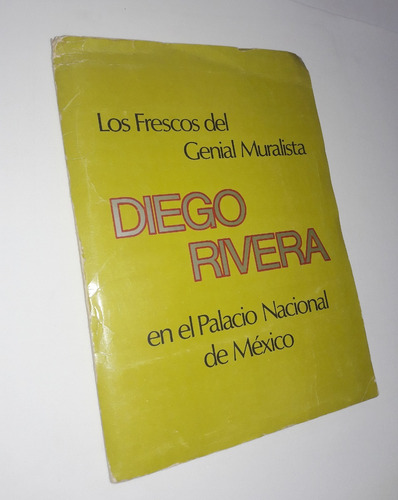 Los Frescos del
Genial Muralista
DIEGO
RIVERA
en el Palacio Nacional
de México